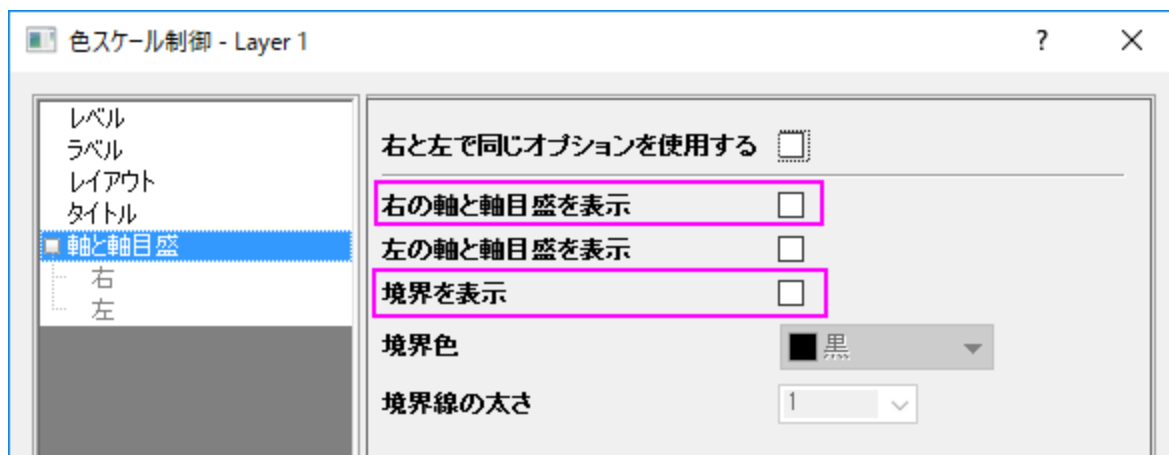 色スケール制御 - Layer 1
?
レベル
ラベル
レイアウト
タイトル
軸と軸目盛
右
左
右と左で同じオプションを使用する
右の軸と軸目盛を表示
左の軸と軸目盛を表示
境界を表示
境界色 黒
境界線の太さ 1